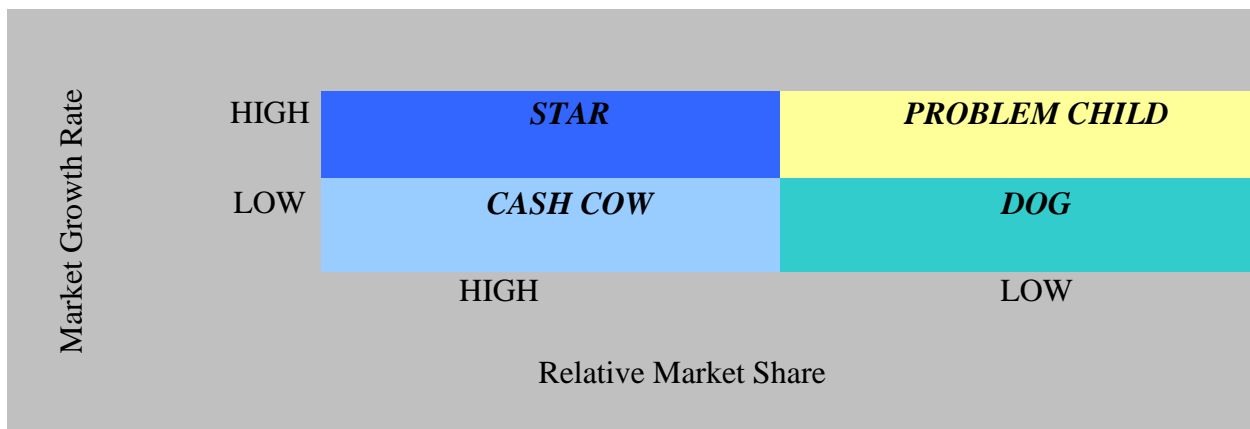 Market Growth Rate
HIGH STAR PROBLEM CHILD
LOW CASH COW DOG
HIGH LOW
Relative Market Share